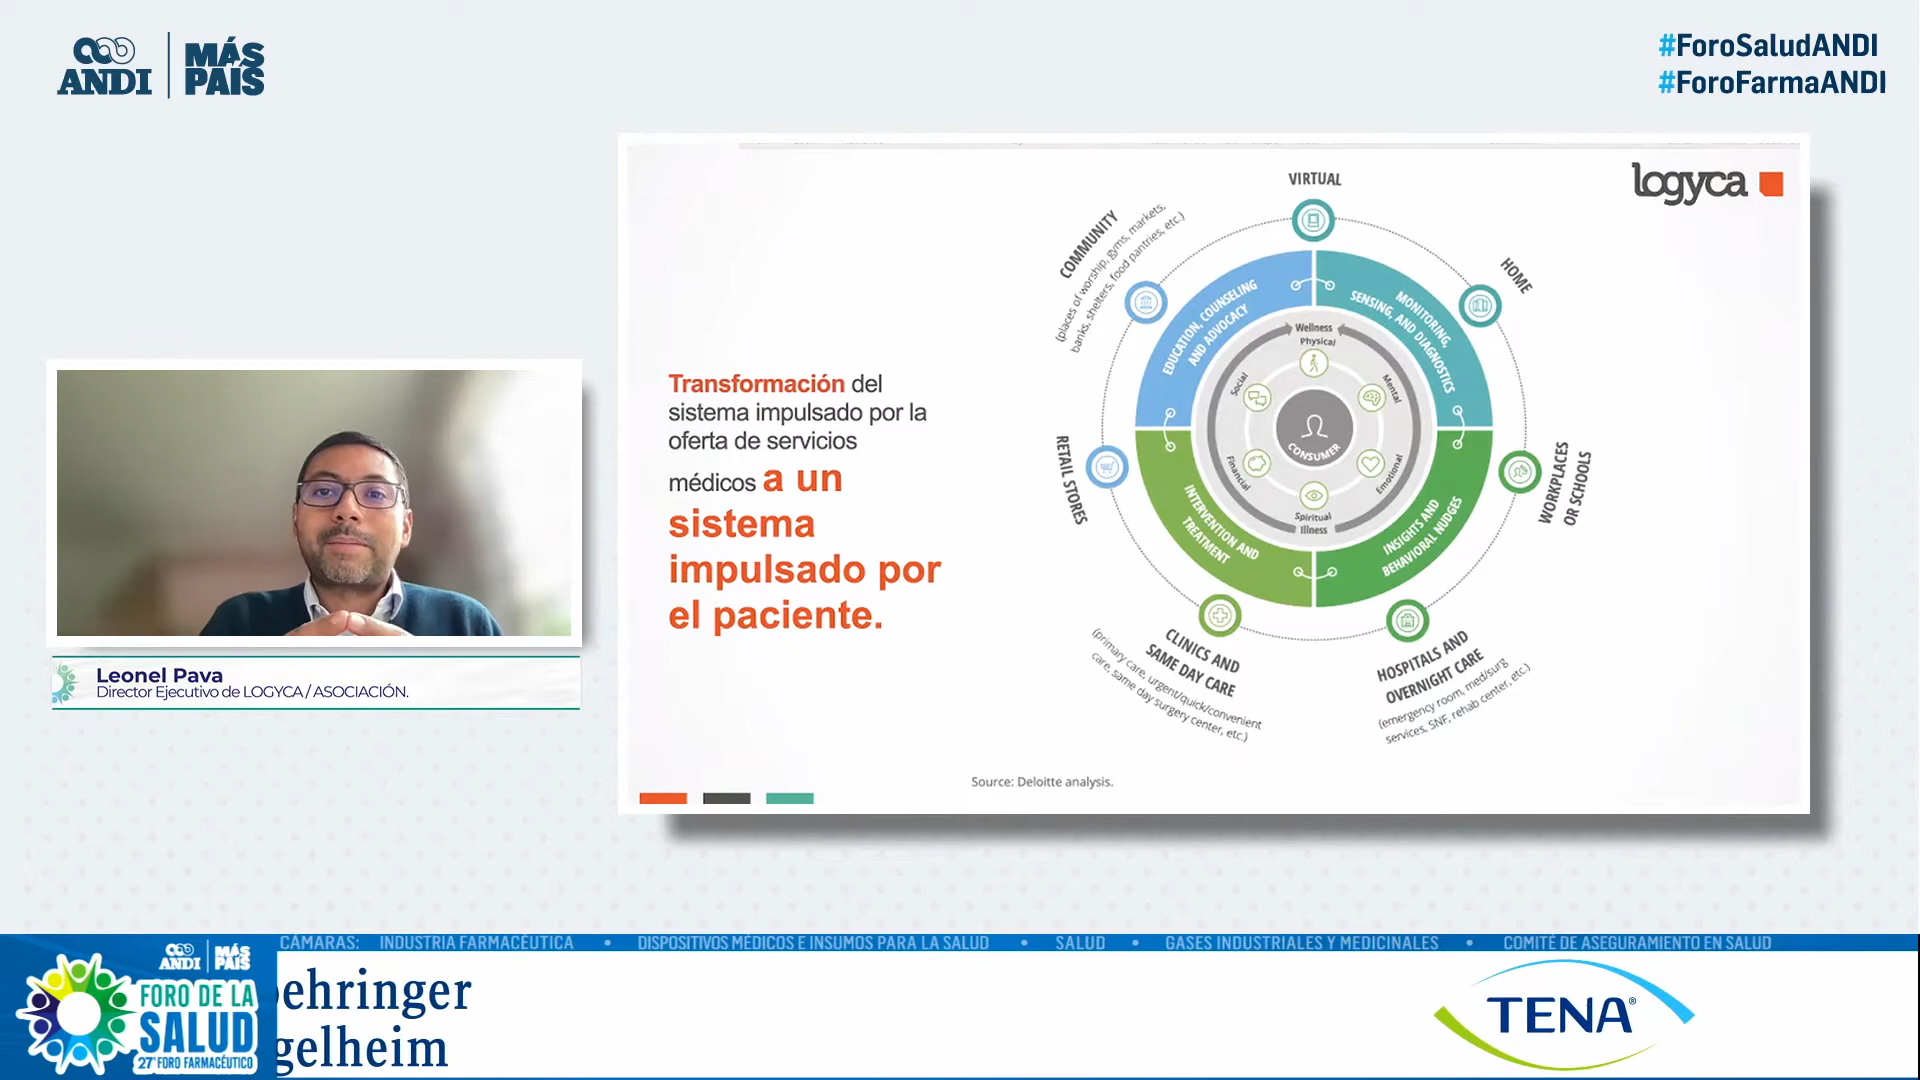 ANDI
MÁS
PAÍS
#ForoSaludANDI
#ForoFarmaANDI
logyca
Transformación del
sistema impulsado por la
oferta de servicios
médicos a un
sistema
impulsado por
el paciente.
VIRTUAL
HOME
WORKPLACES
OR SCHOOLS
HOSPITALS AND
OVERNIGHT CARE
(emergency room, med/surg
services, SNF, rehab center, etc.)
CLINICS AND
SAME DAY CARE
(primary care, urgent/quick/convenient
care, same day surgery center, etc.)
RETAIL STORES
COMMUNITY
(places of worship, gyms, markets,
banks, shelters, food pantries, etc.)
EDUCATION, COUNSELING
AND ADVOCACY
MONITORING,
SENSING, AND DIAGNOSTICS
INSIGHTS AND
BEHAVIORAL NUDGES
INTERVENTION AND
TREATMENT
Wellness
Physical
Mental
Emotional
Spiritual
Illness
Financial
Social
CONSUMER
Source: Deloitte analysis.
Leonel Pava
Director Ejecutivo de LOGYCA / ASOCIACIÓN.
CÁMARAS: INDUSTRIA FARMACÉUTICA • DISPOSITIVOS MÉDICOS E INSUMOS PARA LA SALUD • SALUD • GASES INDUSTRIALES Y MEDICINALES • COMITÉ DE ASEGURAMIENTO EN SALUD
ANDI
MÁS
PAÍS
FORO DE LA
SALUD
27° FORO FARMACÉUTICO
oehringer
gelheim
TENA®